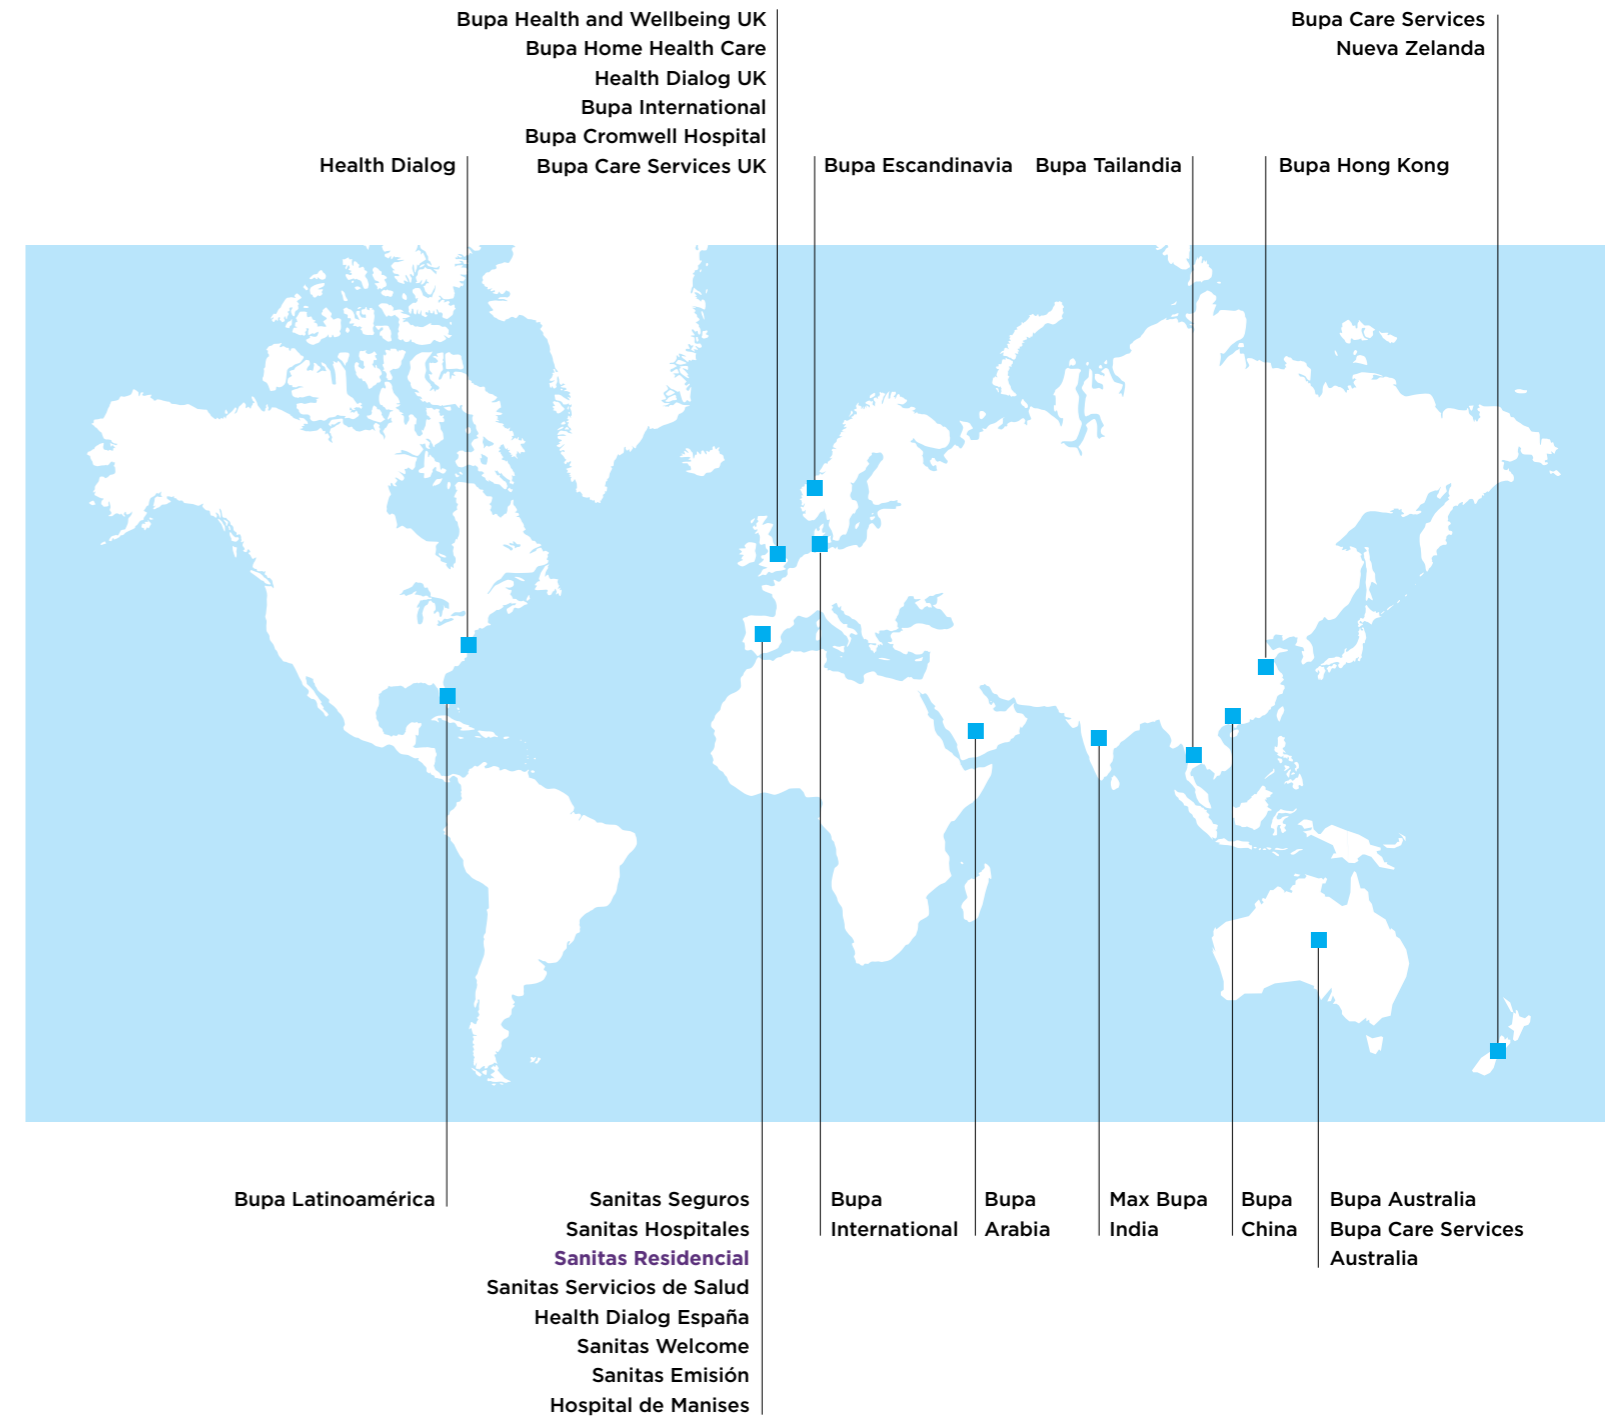 Bupa Health and Wellbeing UK
Bupa Home Health Care
Health Dialog UK
Bupa International
Bupa Cromwell Hospital
Bupa Care Services UK
Bupa Care Services
Nueva Zelanda
Health Dialog
Bupa Escandinavia
Bupa Tailandia
Bupa Hong Kong
Bupa Latinoamérica
Sanitas Seguros
Sanitas Hospitales
Sanitas Residencial
Sanitas Servicios de Salud
Health Dialog España
Sanitas Welcome
Sanitas Emisión
Hospital de Manises
Bupa
International
Bupa
Arabia
Max Bupa
India
Bupa
China
Bupa Australia
Bupa Care Services
Australia